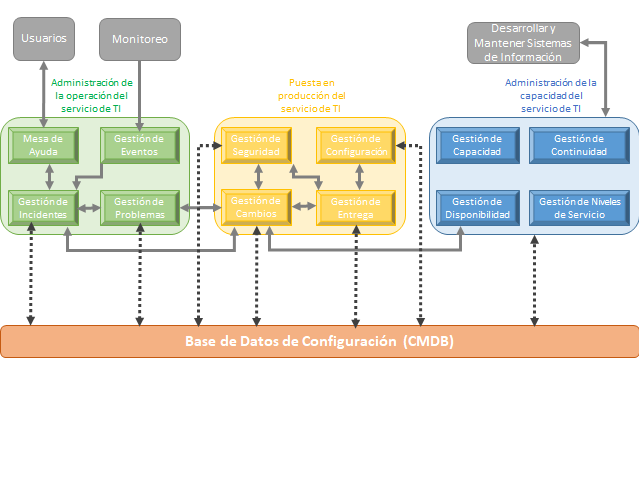 Usuarios
Monitoreo
Desarrollar y
Mantener Sistemas
de Información
Administración de
la operación del
servicio de TI
Puesta en
producción del
servicio de TI
Administración de la
capacidad del
servicio de TI
Mesa de
Ayuda
Gestión de
Eventos
Gestión de
Incidentes
Gestión de
Problemas
Gestión de
Seguridad
Gestión de
Configuración
Gestión de
Cambios
Gestión de
Entrega
Gestión de
Capacidad
Gestión de
Continuidad
Gestión de
Disponibilidad
Gestión de Niveles
de Servicio
Base de Datos de Configuración (CMDB)